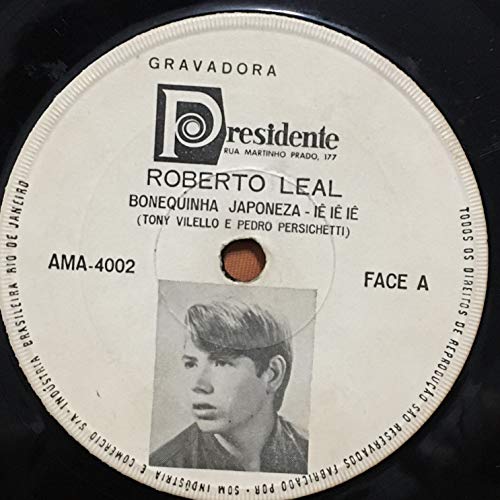 GRAVADORA
Presidente
RUA MARTINHO PRADO, 177
ROBERTO LEAL
BONEQUINHA JAPONEZA - IÊ IÊ IÊ
(TONY VILELLO E PEDRO PERSICHETTI)
AMA-4002
FACE A
TODOS OS DIREITOS DE REPRODUÇÃO SÃO RESERVADOS FABRICADO POR - SOM INDÚSTRIA E COMERCIO S/A - INDÚSTRIA BRASILEIRA RIO DE JANEIRO